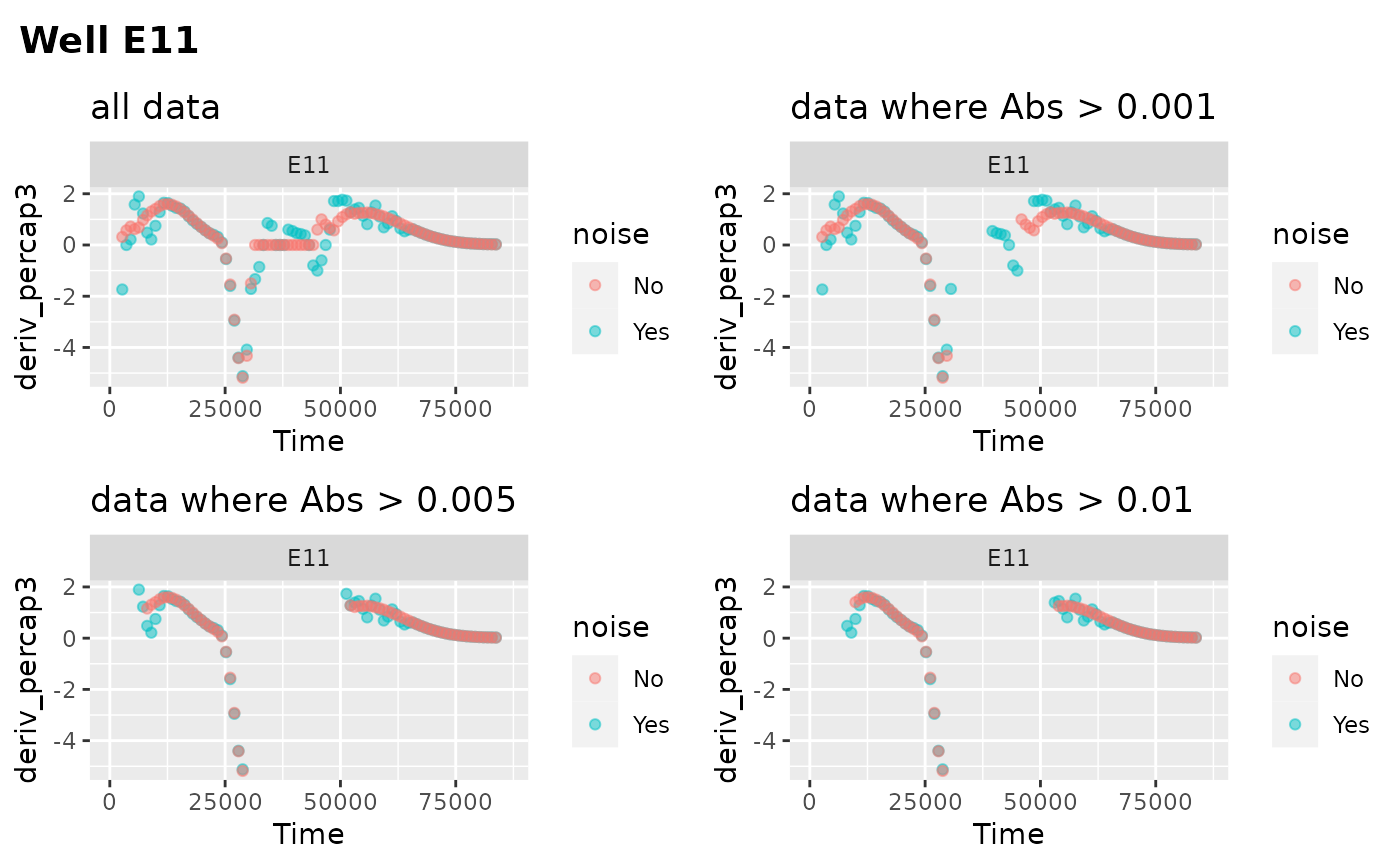 Well E11
all data
E11
deriv_percap3
2
0
-2
-4
0 25000 50000 75000
Time
noise
No
Yes
data where Abs > 0.001
E11
deriv_percap3
2
0
-2
-4
0 25000 50000 75000
Time
noise
No
Yes
data where Abs > 0.005
E11
deriv_percap3
2
0
-2
-4
0 25000 50000 75000
Time
noise
No
Yes
data where Abs > 0.01
E11
deriv_percap3
2
0
-2
-4
0 25000 50000 75000
Time
noise
No
Yes